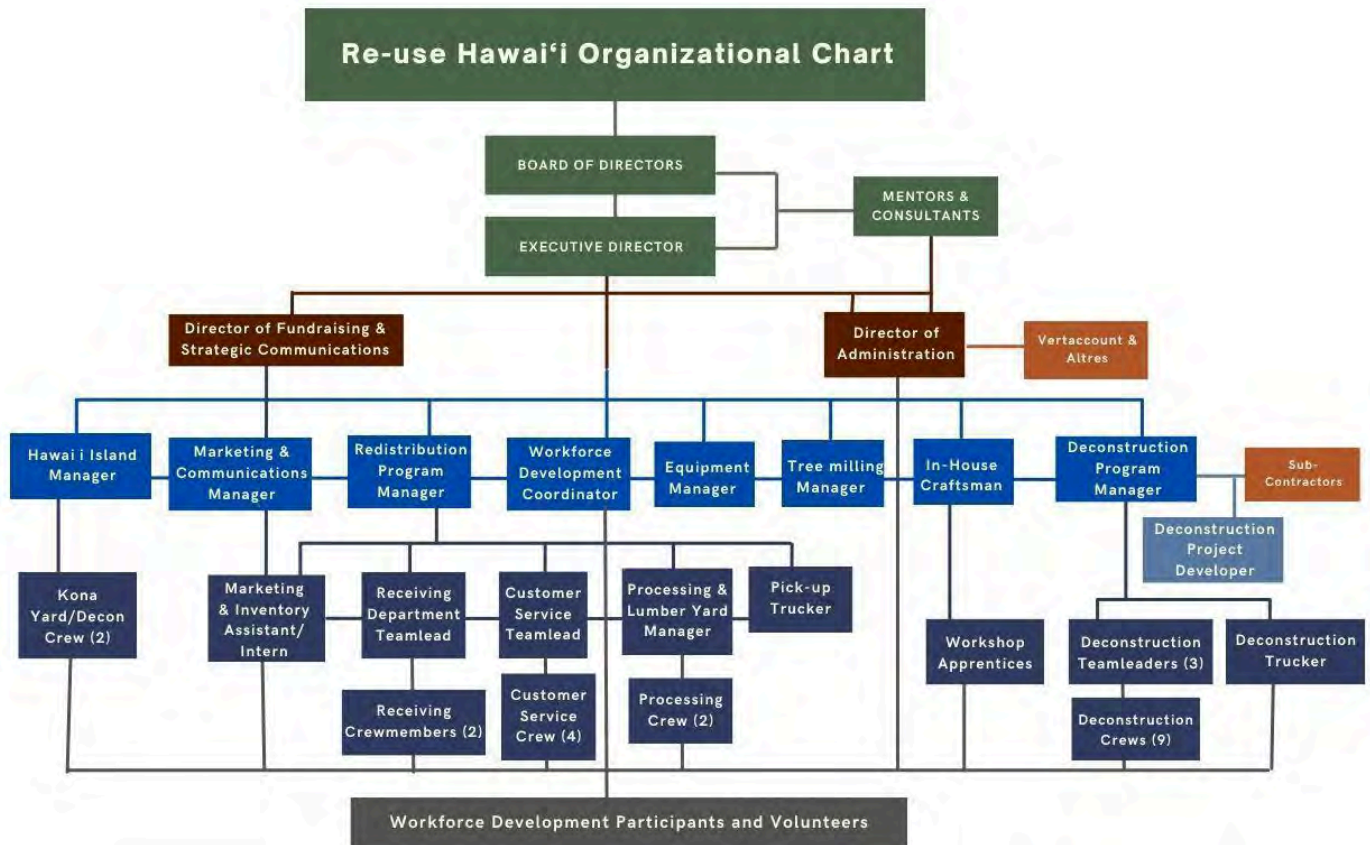 Re-use Hawaiʻi Organizational Chart
BOARD OF DIRECTORS
MENTORS &
CONSULTANTS
EXECUTIVE DIRECTOR
Director of Fundraising &
Strategic Communications
Director of
Administration
Vertaccount &
Altres
Hawai i Island
Manager
Marketing &
Communications
Manager
Redistribution
Program
Manager
Workforce
Development
Coordinator
Equipment
Manager
Tree milling
Manager
In-House
Craftsman
Deconstruction
Program
Manager
Sub-
Contractors
Deconstruction
Project
Developer
Kona
Yard/Decon
Crew (2)
Marketing
& Inventory
Assistant/
Intern
Receiving
Department
Teamlead
Customer
Service
Teamlead
Processing &
Lumber Yard
Manager
Pick-up
Trucker
Workshop
Apprentices
Deconstruction
Teamleaders (3)
Deconstruction
Trucker
Receiving
Crewmembers (2)
Customer
Service
Crew (4)
Processing
Crew (2)
Deconstruction
Crews (9)
Workforce Development Participants and Volunteers